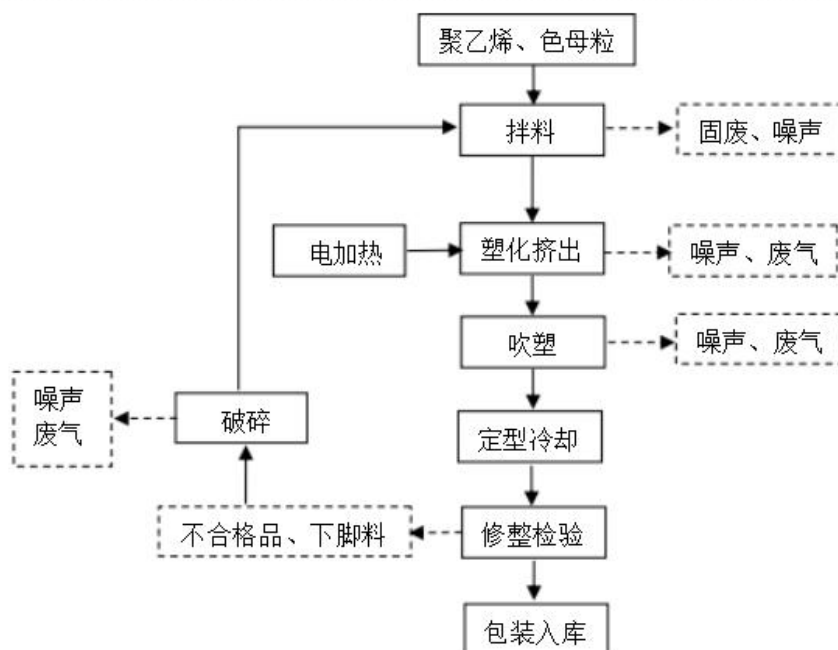 聚乙烯、色母粒
拌料
固废、噪声
电加热
塑化挤出
噪声、废气
吹塑
噪声、废气
噪声
废气
破碎
定型冷却
不合格品、下脚料
修整检验
包装入库